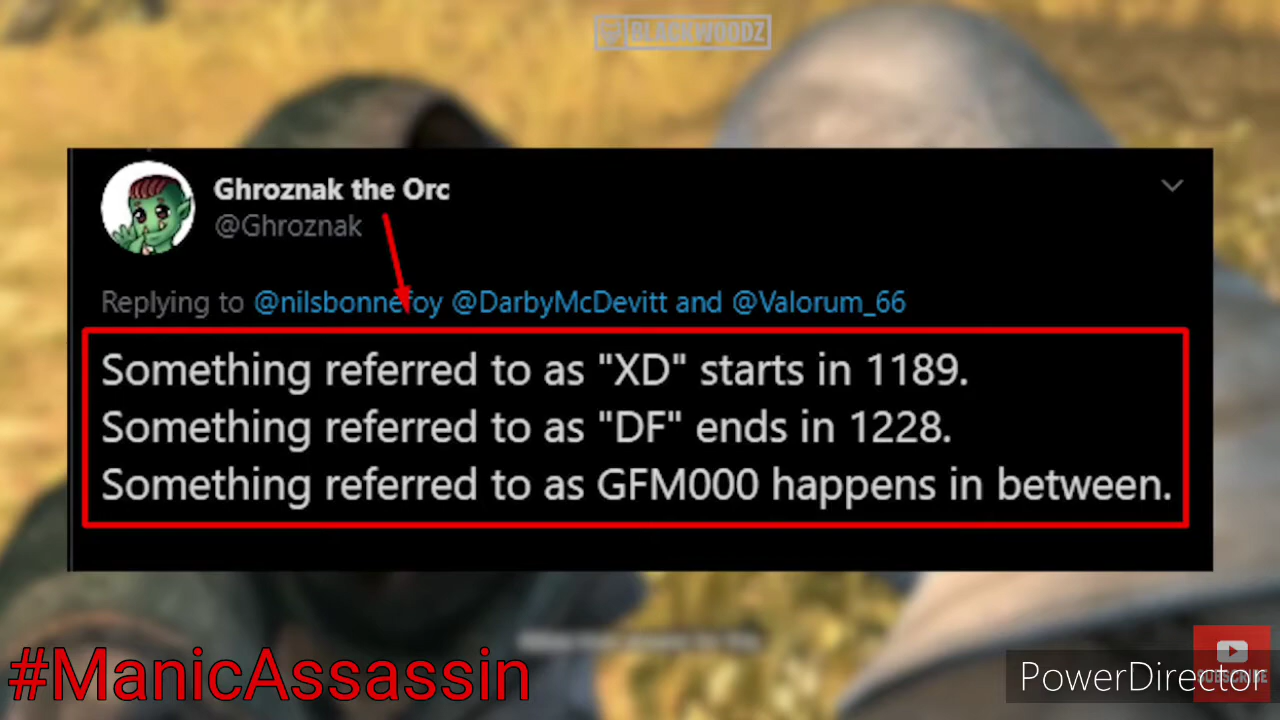 BLACKWOODZ
Ghroznak the Orc
@Ghroznak
Replying to @nilsbonnefoy @DarbyMcDevitt and @Valorum_66
Something referred to as "XD" starts in 1189.
Something referred to as "DF" ends in 1228.
Something referred to as GFM000 happens in between.
#ManicAssassin
PowerDirector
SUBSCRIBE